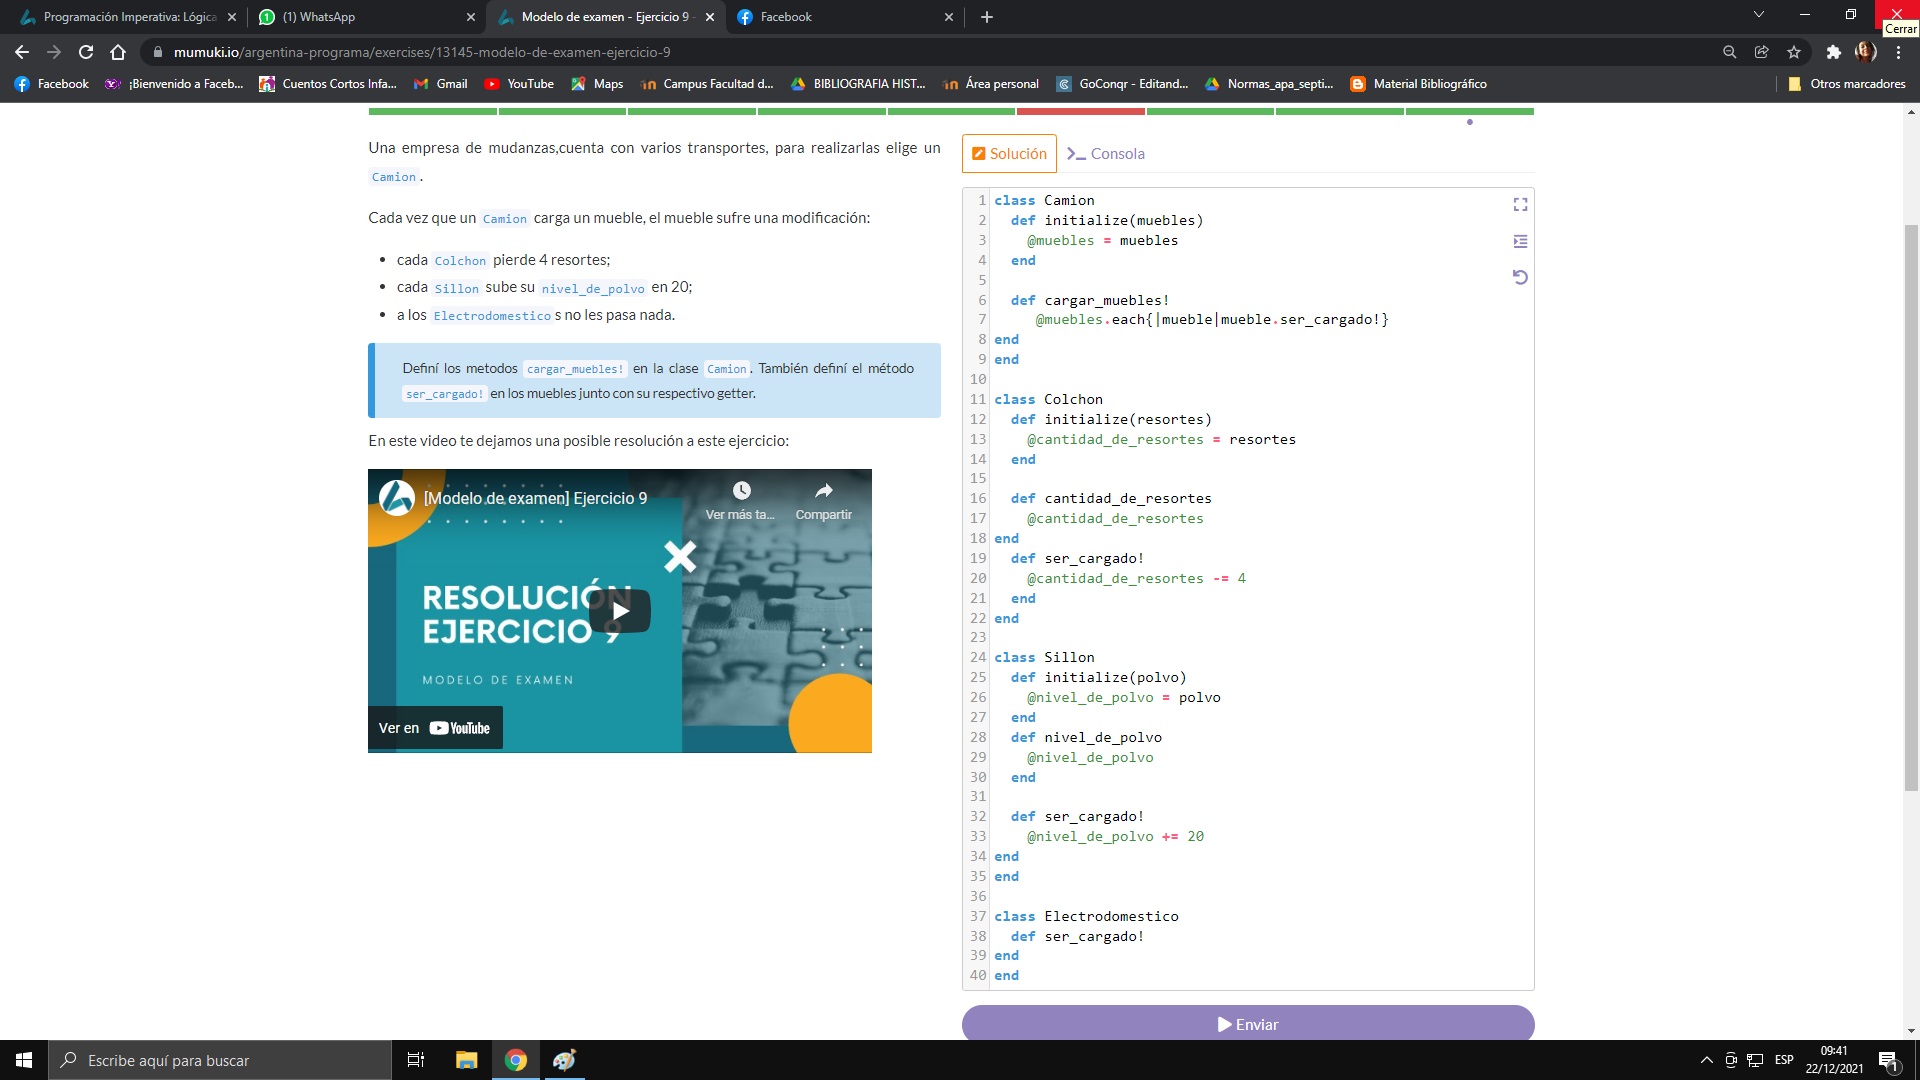 Programación Imperativa: Lógica
(1) WhatsApp
Modelo de examen - Ejercicio 9 -
Facebook
Cerrar
mumuki.io/argentina-programa/exercises/13145-modelo-de-examen-ejercicio-9
Facebook
¡Bienvenido a Faceb...
Cuentos Cortos Infa...
Gmail
YouTube
Maps
Campus Facultad d...
BIBLIOGRAFIA HIST...
Área personal
GoConqr - Editand...
Normas_apa_septi...
Material Bibliográfico
Otros marcadores
Una empresa de mudanzas,cuenta con varios transportes, para realizarlas elige un
Camion.
Cada vez que un Camion carga un mueble, el mueble sufre una modificación:
• cada Colchon pierde 4 resortes;
• cada Sillon sube su nivel_de_polvo en 20;
• a los Electrodomestico s no les pasa nada.
Definí los metodos cargar_muebles! en la clase Camion. También definí el método
ser_cargado! en los muebles junto con su respectivo getter.
En este video te dejamos una posible resolución a este ejercicio:
[Modelo de examen] Ejercicio 9
Ver más ta...
Compartir
RESOLUCIÓN
EJERCICIO 9
MODELO DE EXAMEN
Ver en YouTube
Solución
Consola
1 class Camion
2   def initialize(muebles)
3     @muebles = muebles
4   end
5
6   def cargar_muebles!
7      @muebles.each{|mueble|mueble.ser_cargado!}
8 end
9 end
10
11 class Colchon
12   def initialize(resortes)
13     @cantidad_de_resortes = resortes
14   end
15
16   def cantidad_de_resortes
17     @cantidad_de_resortes
18 end
19   def ser_cargado!
20     @cantidad_de_resortes -= 4
21   end
22 end
23
24 class Sillon
25   def initialize(polvo)
26     @nivel_de_polvo = polvo
27   end
28   def nivel_de_polvo
29     @nivel_de_polvo
30   end
31
32   def ser_cargado!
33     @nivel_de_polvo += 20
34 end
35 end
36
37 class Electrodomestico
38   def ser_cargado!
39 end
40 end
Enviar
Escribe aquí para buscar
ESP
09:41
22/12/2021
1